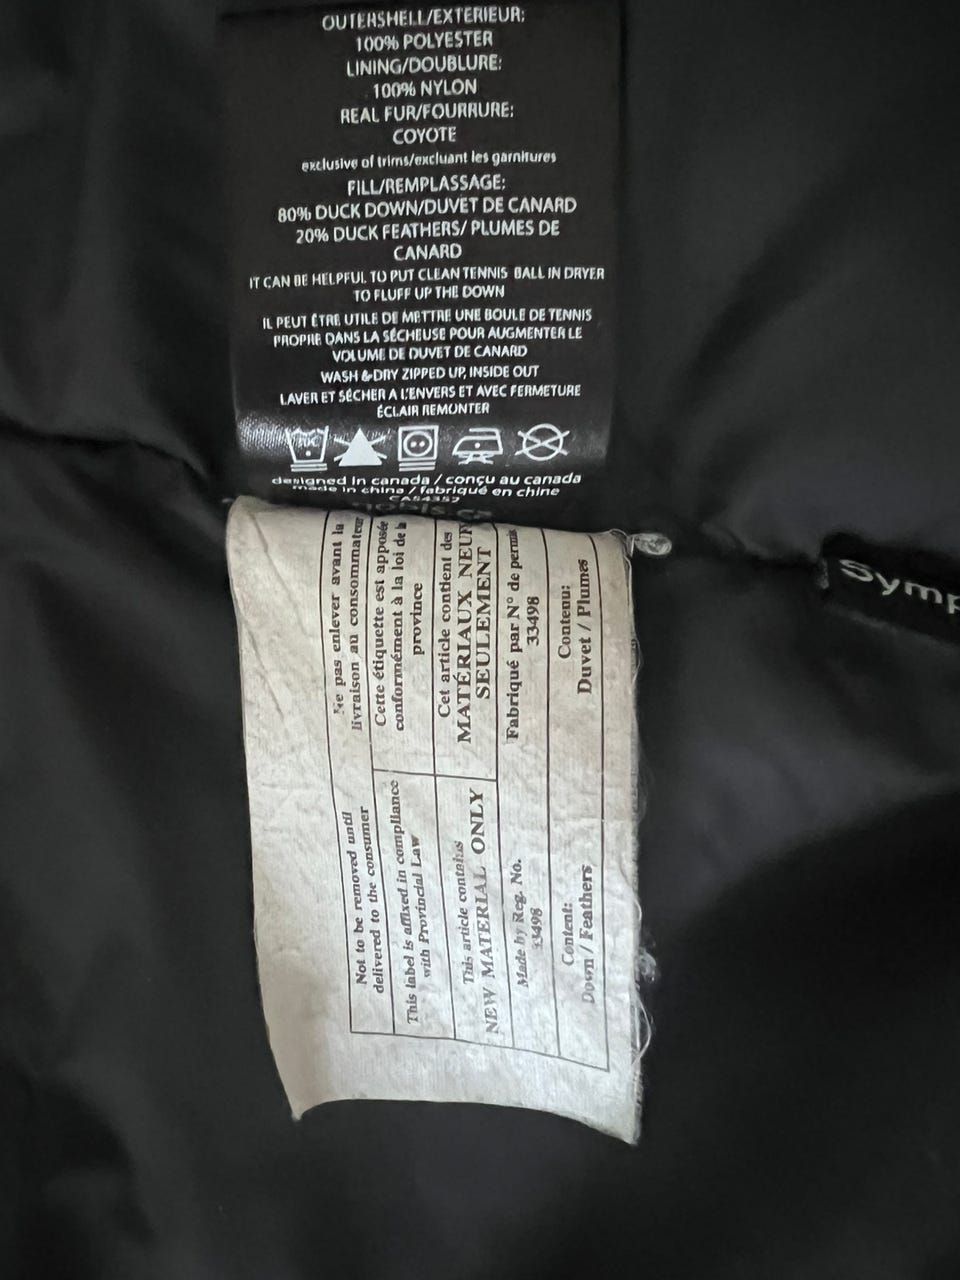 OUTERSHELL/EXTERIEUR:
100% POLYESTER
LINING/DOUBLURE:
100% NYLON
REAL FUR/FOURRURE:
COYOTE
exclusive of trims/excluant les garnitures
FILL/REMPLASSAGE:
80% DUCK DOWN/DUVET DE CANARD
20% DUCK FEATHERS/ PLUMES DE
CANARD
IT CAN BE HELPFUL TO PUT CLEAN TENNIS BALL IN DRYER
TO FLUFF UP THE DOWN
IL PEUT ÊTRE UTILE DE METTRE UNE BOULE DE TENNIS
PROPRE DANS LA SÉCHEUSE POUR AUGMENTER LE
VOLUME DE DUVET DE CANARD
WASH & DRY ZIPPED UP, INSIDE OUT
LAVER ET SÉCHER A L'ENVERS ET AVEC FERMETURE
ÉCLAIR REMONTER
designed in canada / conçu au canada
made in china / fabriqué en chine
CA54352
Symp
Not to be removed until
delivered to the consumer
This label is affixed in compliance
with Provincial Law
This article contains
NEW MATERIAL ONLY
Made by Reg. No.
33498
Content:
Down / Feathers
Ne pas enlever avant la
livraison au consommateur
Cette étiquette est apposée
conformément à la loi de la
province
Cet article contient des
MATÉRIAUX NEUFS
SEULEMENT
Fabriqué par N° de permis
33498
Contenu:
Duvet / Plumes